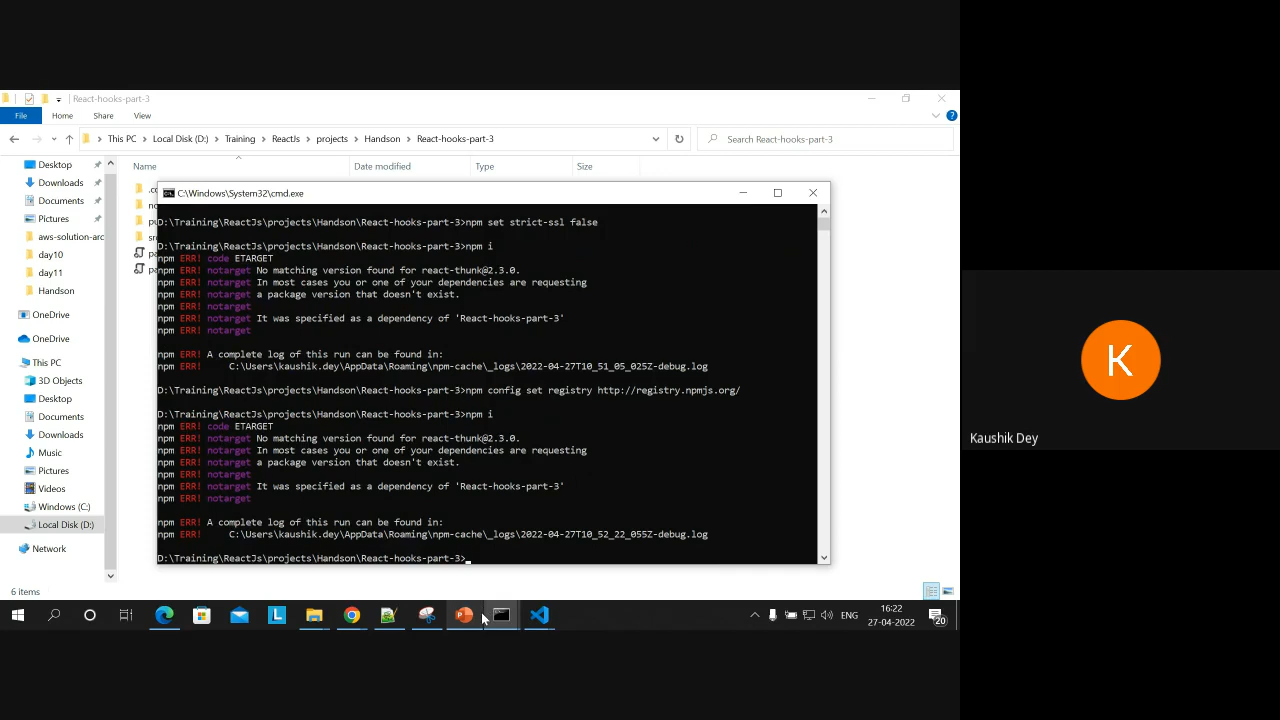 React-hooks-part-3
File
Home
Share
View
This PC
Local Disk (D:)
Training
ReactJs
projects
Handson
React-hooks-part-3
Search React-hooks-part-3
Name
Date modified
Type
Size
Desktop
Downloads
Documents
Pictures
aws-solution-arc
day10
day11
Handson
OneDrive
OneDrive
This PC
3D Objects
Desktop
Documents
Downloads
Music
Pictures
Videos
Windows (C:)
Local Disk (D:)
Network
6 items
C:\Windows\System32\cmd.exe
D:\Training\ReactJs\projects\Handson\React-hooks-part-3>npm set strict-ssl false
D:\Training\ReactJs\projects\Handson\React-hooks-part-3>npm i
npm ERR! code ETARGET
npm ERR! notarget No matching version found for react-thunk@2.3.0.
npm ERR! notarget In most cases you or one of your dependencies are requesting
npm ERR! notarget a package version that doesn't exist.
npm ERR! notarget
npm ERR! notarget It was specified as a dependency of 'React-hooks-part-3'
npm ERR! notarget
npm ERR! A complete log of this run can be found in:
npm ERR!     C:\Users\kaushik.dey\AppData\Roaming\npm-cache\_logs\2022-04-27T10_51_05_025Z-debug.log
D:\Training\ReactJs\projects\Handson\React-hooks-part-3>npm config set registry http://registry.npmjs.org/
D:\Training\ReactJs\projects\Handson\React-hooks-part-3>npm i
npm ERR! code ETARGET
npm ERR! notarget No matching version found for react-thunk@2.3.0.
npm ERR! notarget In most cases you or one of your dependencies are requesting
npm ERR! notarget a package version that doesn't exist.
npm ERR! notarget
npm ERR! notarget It was specified as a dependency of 'React-hooks-part-3'
npm ERR! notarget
npm ERR! A complete log of this run can be found in:
npm ERR!     C:\Users\kaushik.dey\AppData\Roaming\npm-cache\_logs\2022-04-27T10_52_22_055Z-debug.log
D:\Training\ReactJs\projects\Handson\React-hooks-part-3>
ENG
16:22
27-04-2022
20
K
Kaushik Dey